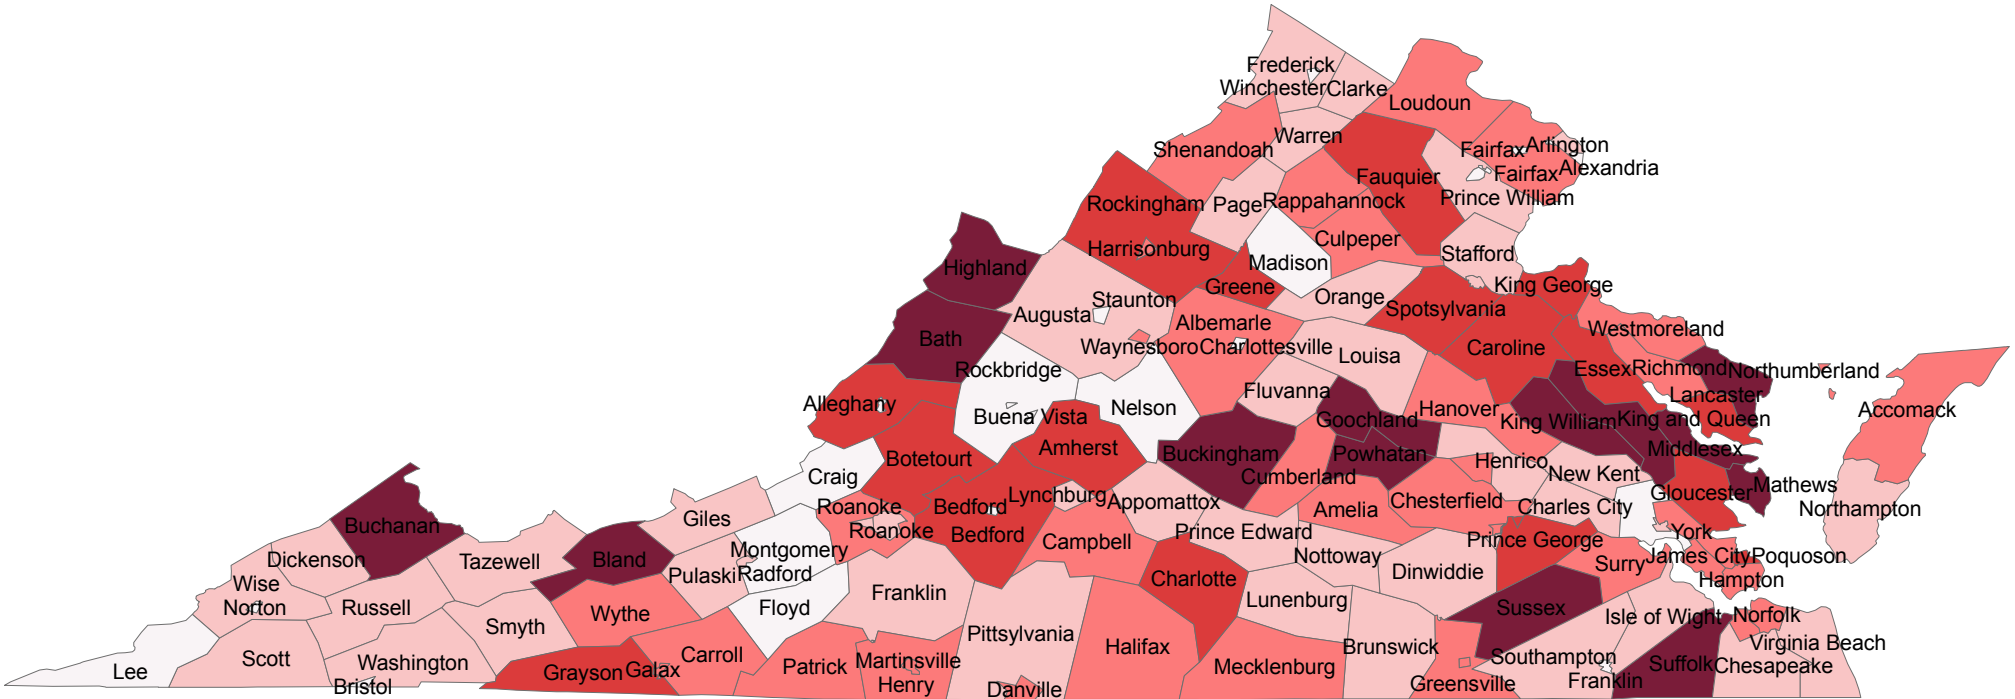 Frederick
Winchester
Clarke
Loudoun
Warren
Shenandoah
Fairfax
Arlington
Alexandria
Fairfax
Fauquier
Prince William
Rockingham
Page
Rappahannock
Culpeper
Stafford
Harrisonburg
Madison
Highland
Greene
King George
Orange
Staunton
Augusta
Spotsylvania
Albemarle
Westmoreland
Bath
Waynesboro
Charlottesville
Louisa
Caroline
Rockbridge
Essex
Richmond
Northumberland
Fluvanna
Lancaster
Alleghany
Buena Vista
Nelson
Goochland
Hanover
King William
King and Queen
Accomack
Amherst
Middlesex
Botetourt
Buckingham
Powhatan
Henrico
New Kent
Craig
Cumberland
Mathews
Gloucester
Lynchburg
Appomattox
Chesterfield
Charles City
Northampton
Roanoke
Bedford
Amelia
Buchanan
Giles
Roanoke
Bedford
Prince Edward
York
Campbell
Prince George
Montgomery
Nottoway
James City
Poquoson
Dickenson
Tazewell
Bland
Surry
Pulaski
Radford
Dinwiddie
Hampton
Charlotte
Wise
Franklin
Lunenburg
Norton
Russell
Floyd
Sussex
Wythe
Isle of Wight
Norfolk
Smyth
Pittsylvania
Virginia Beach
Halifax
Brunswick
Scott
Washington
Carroll
Martinsville
Southampton
Suffolk
Chesapeake
Lee
Grayson
Galax
Patrick
Mecklenburg
Bristol
Henry
Danville
Greensville
Franklin